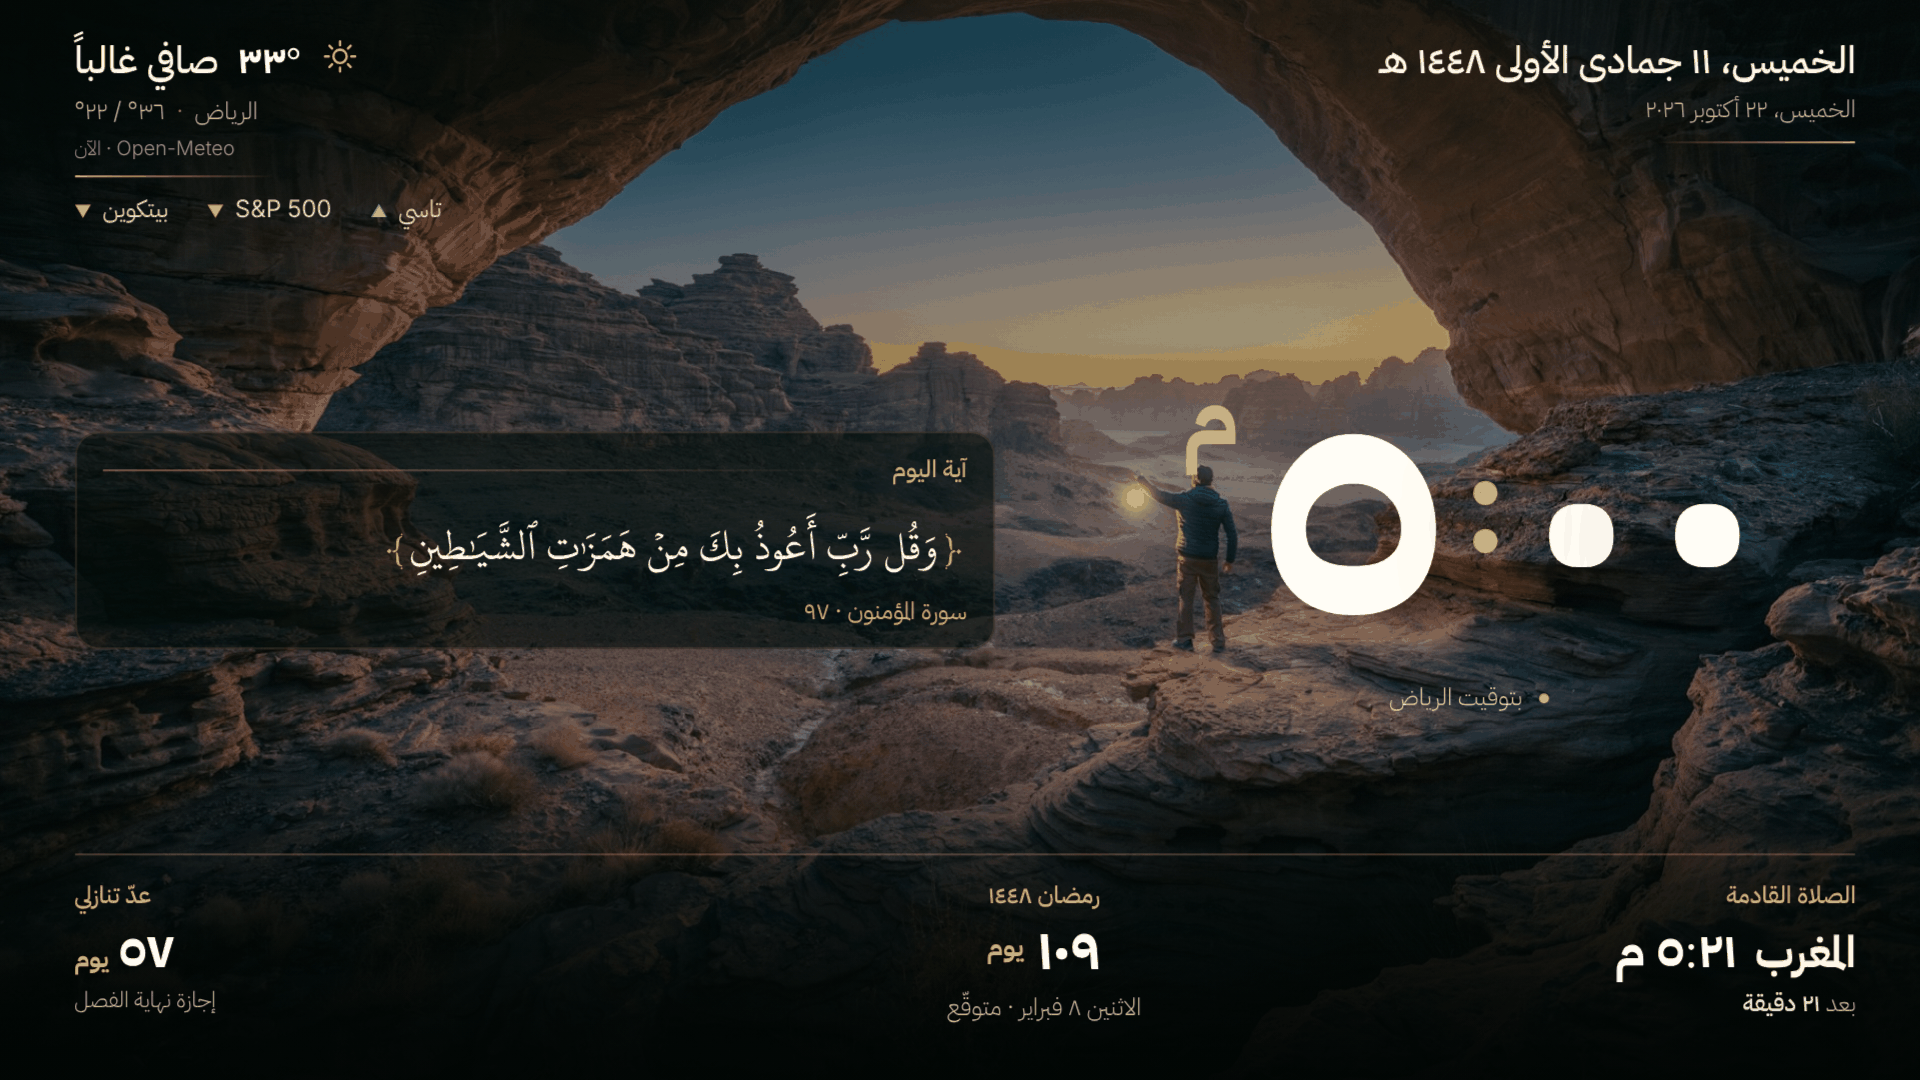 الخميس، ١١ جمادى الأولى ١٤٤٨ هـ
الخميس، ٢٢ أكتوبر ٢٠٢٦
٣٣° صافي غالباً
الرياض · ٣٦° / ٢٢°
Open-Meteo · الآن
تاسي ▲ S&P 500 ▼ بيتكوين ▼
٥:٠٠ م
بتوقيت الرياض
آية اليوم
﴿وَقُل رَّبِّ أَعُوذُ بِكَ مِنْ هَمَزَٰتِ ٱلشَّيَـٰطِينِ﴾
سورة المؤمنون · ٩٧
الصلاة القادمة
المغرب ٥:٢١ م
بعد ٢١ دقيقة
رمضان ١٤٤٨
١٠٩ يوم
الاثنين ٨ فبراير · متوقّع
عدّ تنازلي
٥٧ يوم
إجازة نهاية الفصل